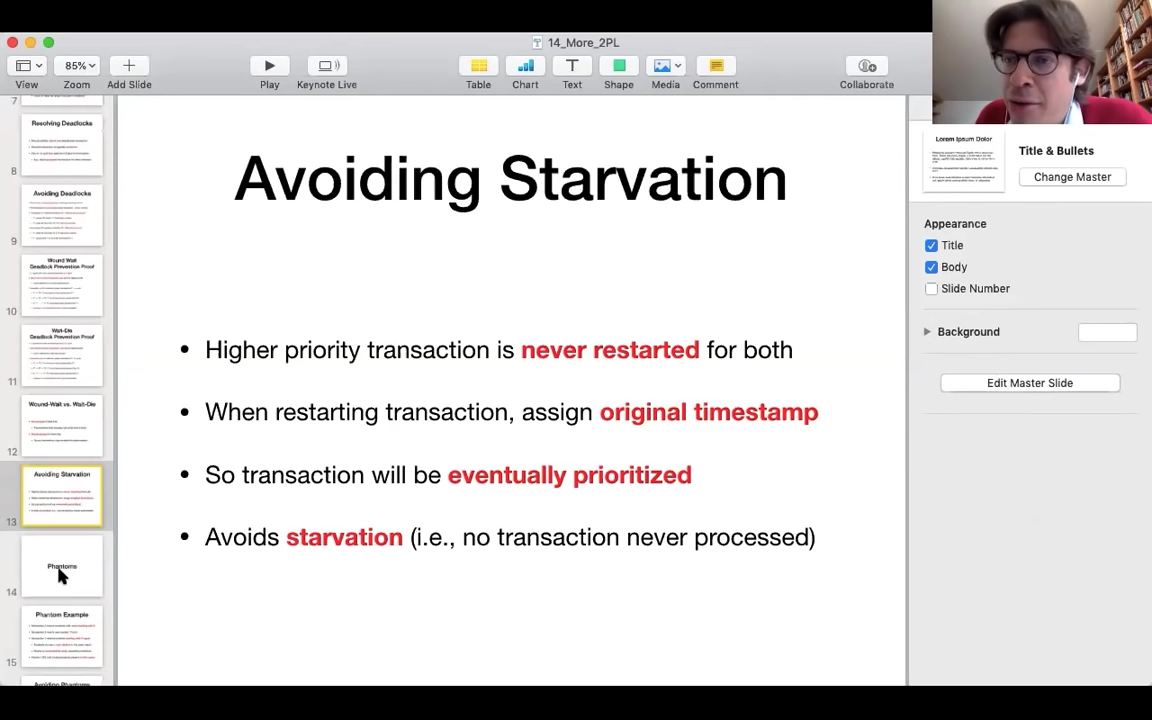 14_More_2PL
View
85%
Zoom
Add Slide
Play
Keynote Live
Table
Chart
Text
Shape
Media
Comment
Collaborate
7
Resolving Deadlocks
8
Avoiding Deadlocks
9
Wound Wait
Deadlock Prevention Proof
10
Wait-Die
Deadlock Prevention Proof
11
Wound-Wait vs. Wait-Die
12
Avoiding Starvation
13
Phantoms
14
Phantom Example
15
Avoiding Phantoms
Avoiding Starvation
• Higher priority transaction is never restarted for both
• When restarting transaction, assign original timestamp
• So transaction will be eventually prioritized
• Avoids starvation (i.e., no transaction never processed)
Lorem Ipsum Dolor
Title & Bullets
Change Master
Appearance
Title
Body
Slide Number
Background
Edit Master Slide